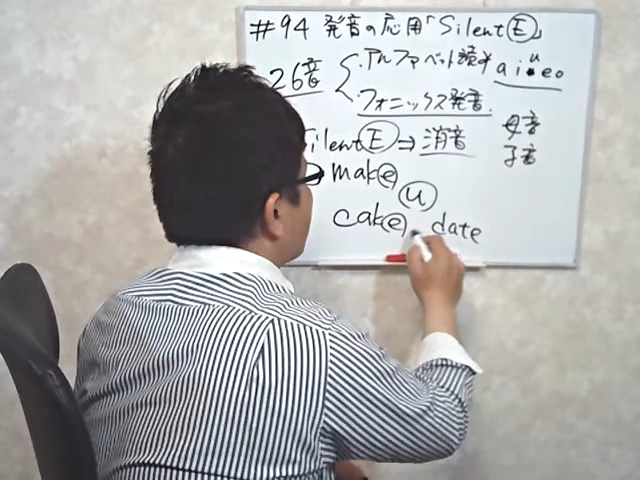 #94 発音の応用「Silent E」
26音
アルファベット読み a i u e o
フォニックス発音.
母音
子音
Silent E ⇒ 消音
make
u
cake date